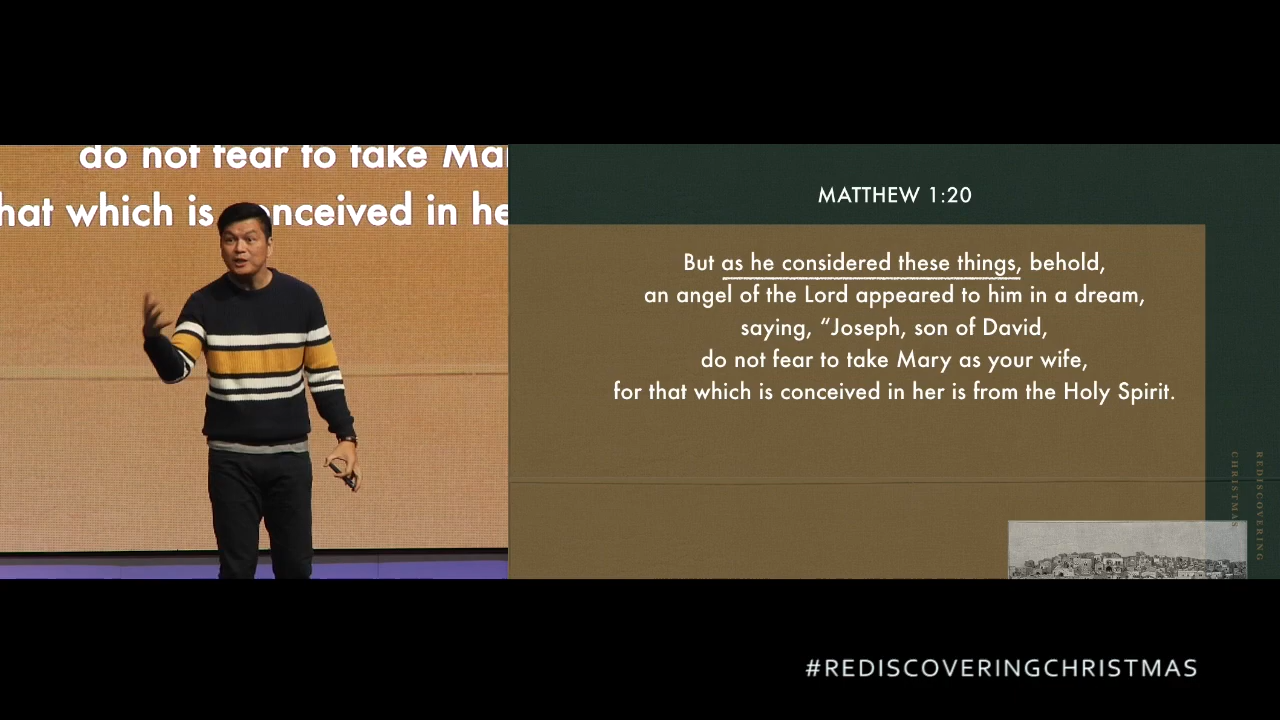 do not fear to take Mar
hat which is conceived in he
MATTHEW 1:20
But as he considered these things, behold,
an angel of the Lord appeared to him in a dream,
saying, “Joseph, son of David,
do not fear to take Mary as your wife,
for that which is conceived in her is from the Holy Spirit.
REDISCOVERING
CHRISTMAS
#REDISCOVERINGCHRISTMAS